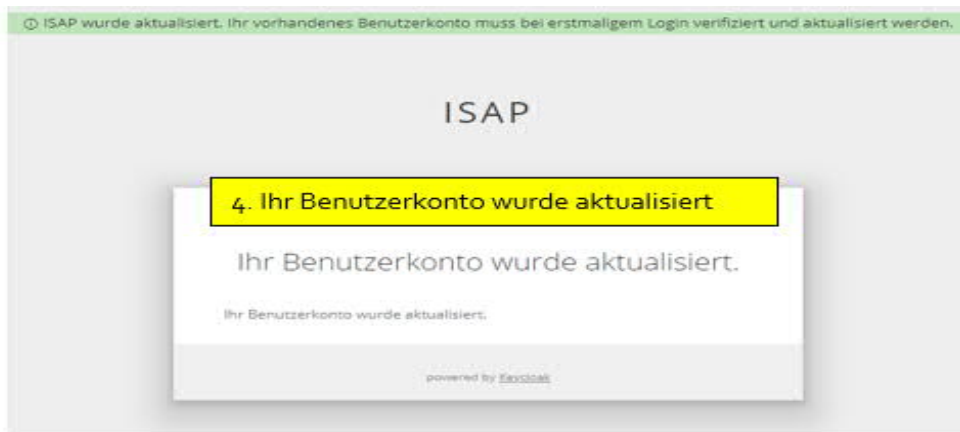 ⓘ ISAP wurde aktualisiert. Ihr vorhandenes Benutzerkonto muss bei erstmaligem Login verifiziert und aktualisiert werden.
ISAP
4. Ihr Benutzerkonto wurde aktualisiert
Ihr Benutzerkonto wurde aktualisiert.
Ihr Benutzerkonto wurde aktualisiert.
powered by Keycloak